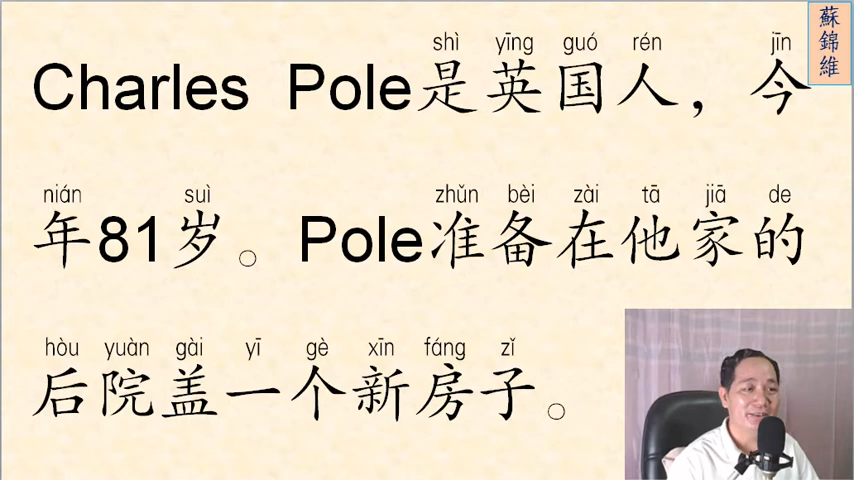 shì yīng guó rén jīn
Charles Pole是英国人，今
nián suì zhǔn bèi zài tā jiā de
年81岁。Pole准备在他家的
hòu yuàn gài yī gè xīn fáng zǐ
后院盖一个新房子。
蘇錦維